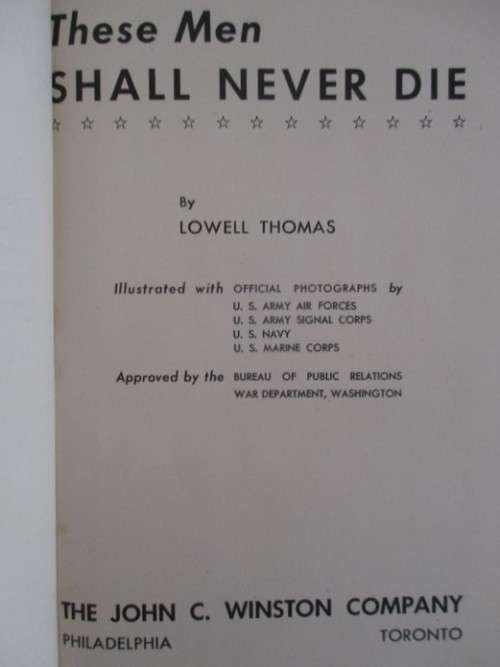 These Men
SHALL NEVER DIE
☆ ☆ ☆ ☆ ☆ ☆ ☆ ☆ ☆ ☆ ☆ ☆ ☆
By
LOWELL THOMAS
Illustrated with OFFICIAL PHOTOGRAPHS by
U. S. ARMY AIR FORCES
U. S. ARMY SIGNAL CORPS
U. S. NAVY
U. S. MARINE CORPS
Approved by the BUREAU OF PUBLIC RELATIONS
WAR DEPARTMENT, WASHINGTON
THE JOHN C. WINSTON COMPANY
PHILADELPHIA TORONTO